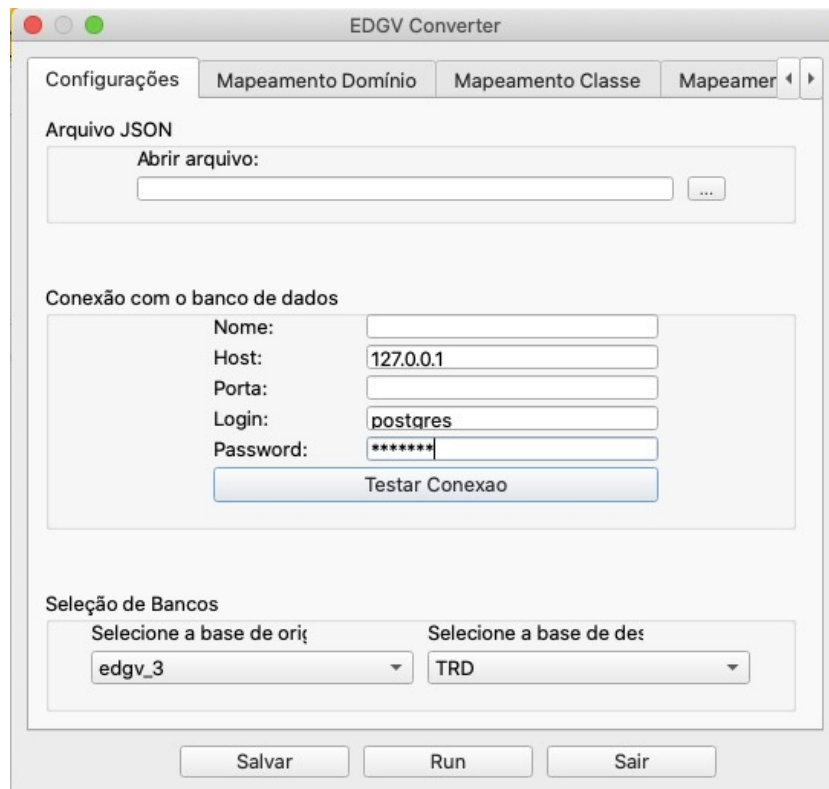 EDGV Converter
Configurações Mapeamento Domínio Mapeamento Classe Mapeamer
Arquivo JSON
Abrir arquivo:
...
Conexão com o banco de dados
Nome:
Host: 127.0.0.1
Porta:
Login: postgres
Password: *******
Testar Conexao
Seleção de Bancos
Selecione a base de orig Selecione a base de des
edgv_3 TRD
Salvar Run Sair